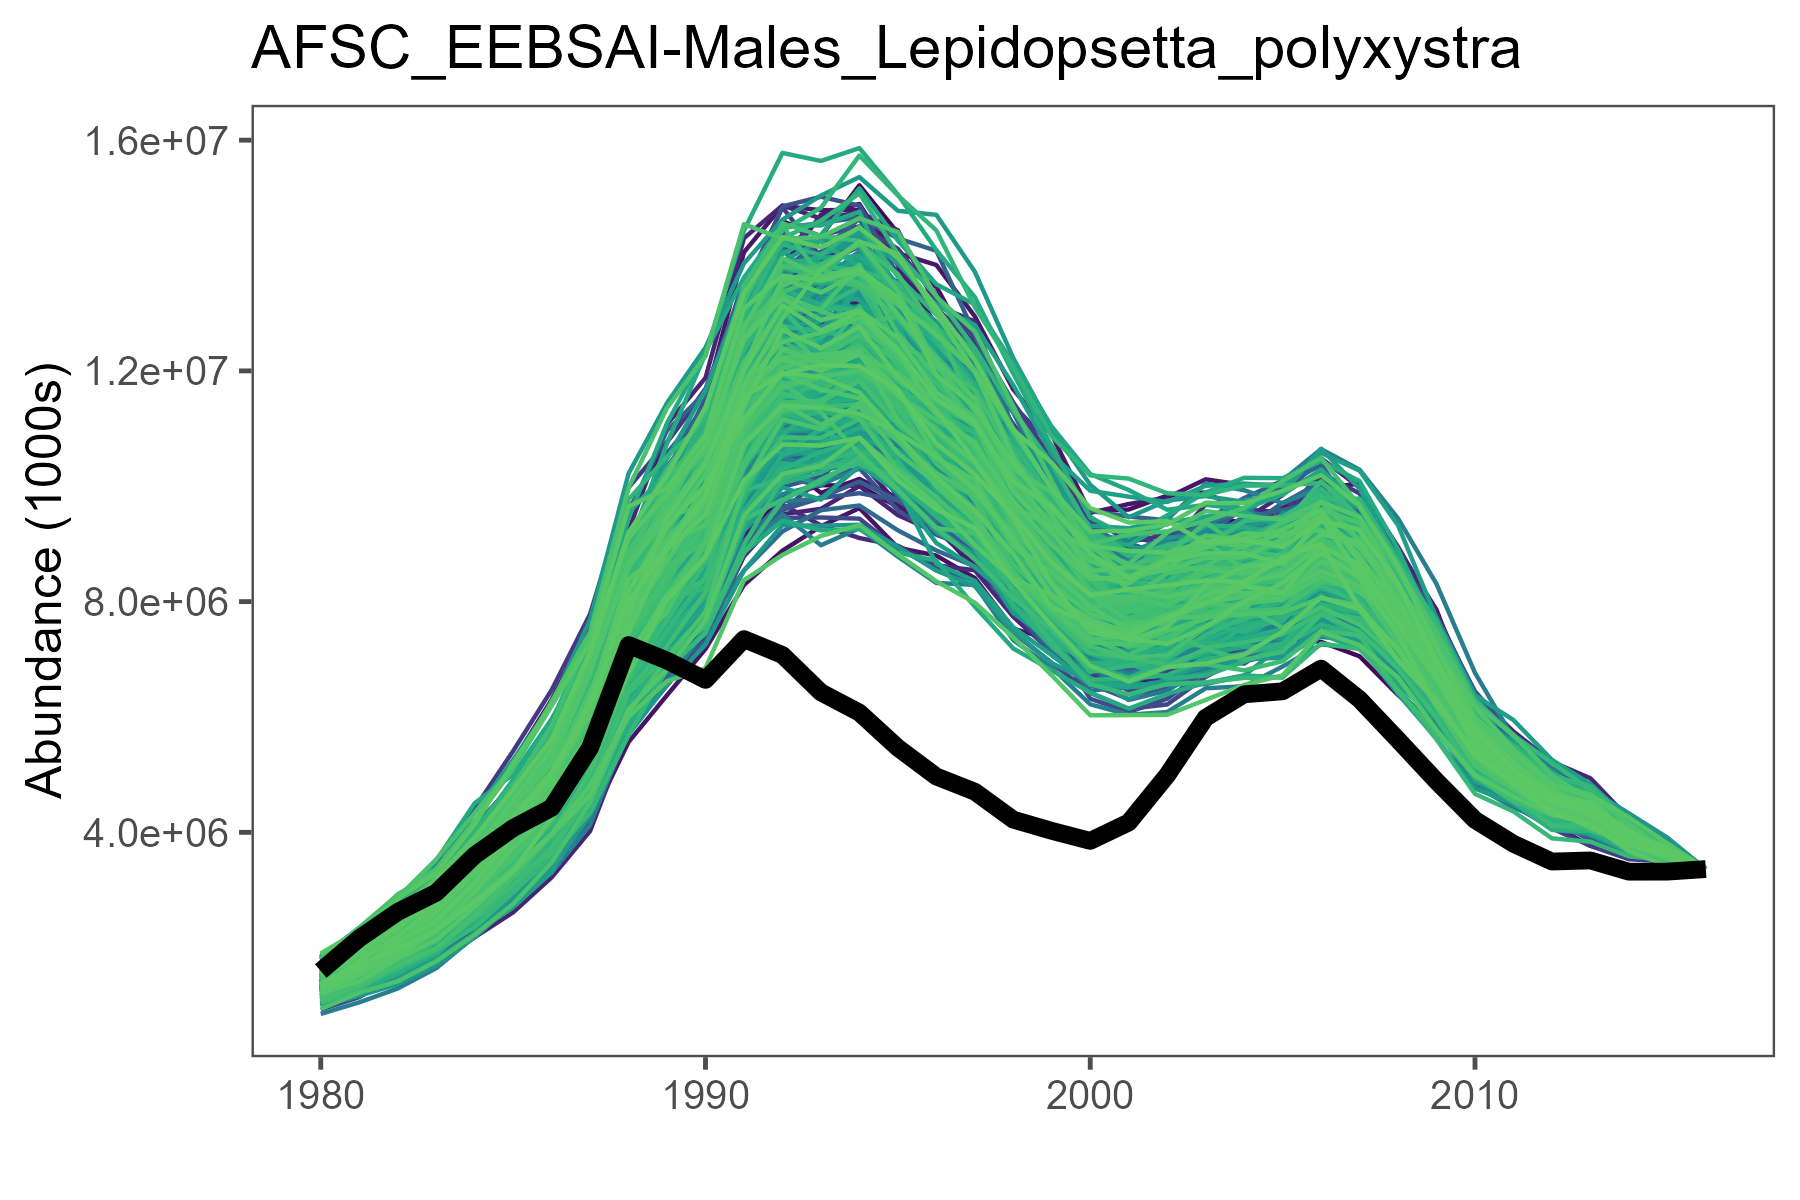 AFSC_EEBSAI-Males_Lepidopsetta_polyxystra
Abundance (1000s)
1.6e+07
1.2e+07
8.0e+06
4.0e+06
1980 1990 2000 2010